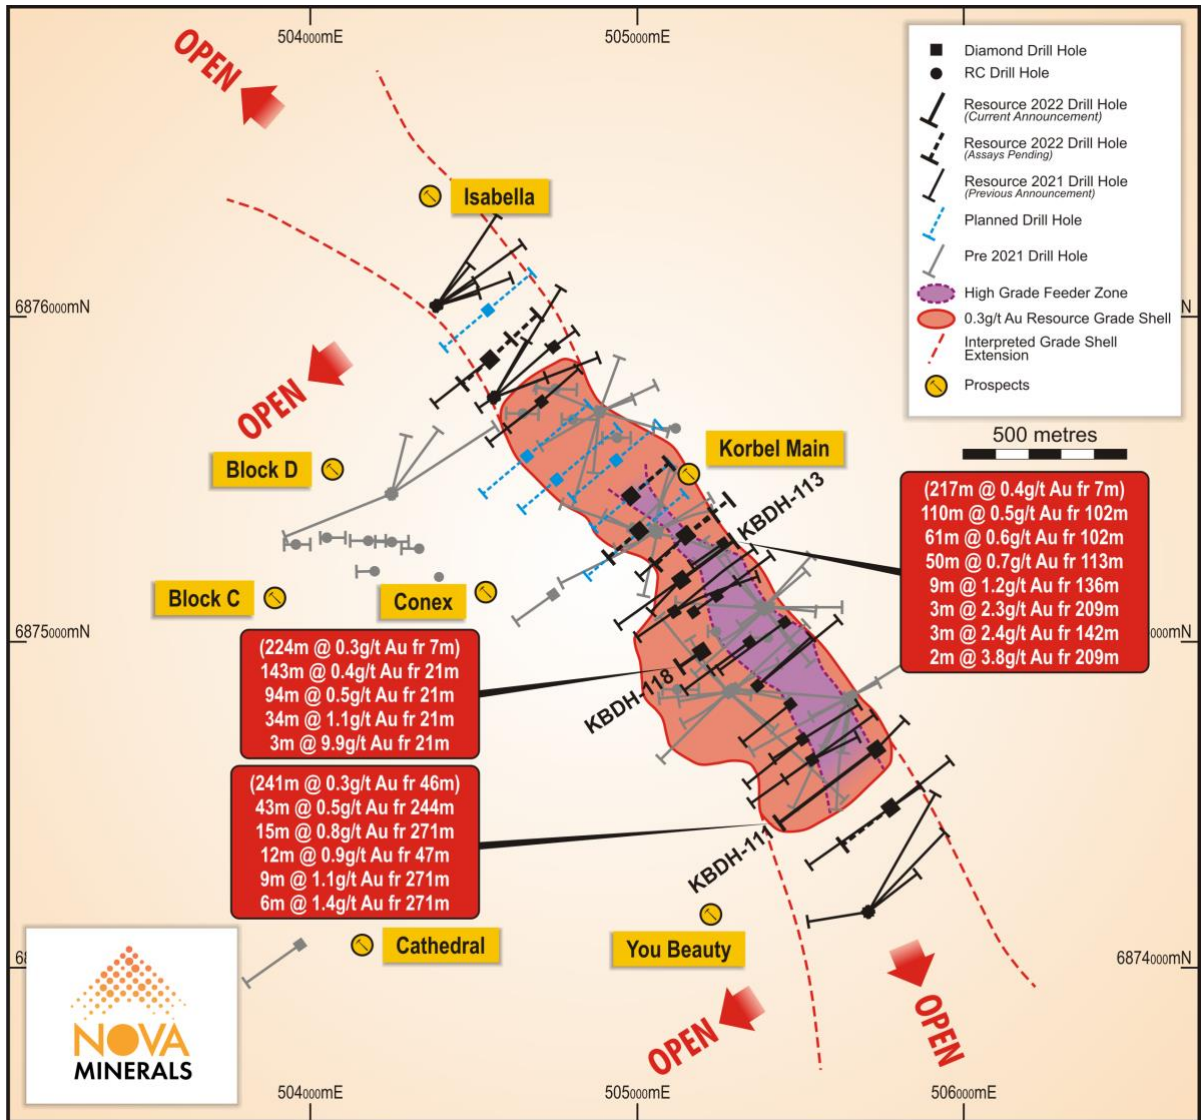 504000mE
505000mE
OPEN
Diamond Drill Hole
RC Drill Hole
Resource 2022 Drill Hole
(Current Announcement)
Resource 2022 Drill Hole
(Assays Pending)
Resource 2021 Drill Hole
(Previous Announcement)
Planned Drill Hole
Pre 2021 Drill Hole
High Grade Feeder Zone
0.3g/t Au Resource Grade Shell
Interpreted Grade Shell
Extension
Prospects
500 metres
Isabella
6876000mN
OPEN
Block D
Korbel Main
KBDH-113
(217m @ 0.4g/t Au fr 7m)
110m @ 0.5g/t Au fr 102m
61m @ 0.6g/t Au fr 102m
50m @ 0.7g/t Au fr 113m
9m @ 1.2g/t Au fr 136m
3m @ 2.3g/t Au fr 209m
3m @ 2.4g/t Au fr 142m
2m @ 3.8g/t Au fr 209m
Block C
Conex
6875000mN
000mN
(224m @ 0.3g/t Au fr 7m)
143m @ 0.4g/t Au fr 21m
94m @ 0.5g/t Au fr 21m
34m @ 1.1g/t Au fr 21m
3m @ 9.9g/t Au fr 21m
KBDH-118
(241m @ 0.3g/t Au fr 46m)
43m @ 0.5g/t Au fr 244m
15m @ 0.8g/t Au fr 271m
12m @ 0.9g/t Au fr 47m
9m @ 1.1g/t Au fr 271m
6m @ 1.4g/t Au fr 271m
KBDH-111
Cathedral
You Beauty
6874000mN
OPEN
OPEN
NOVA
MINERALS
504000mE
505000mE
506000mE